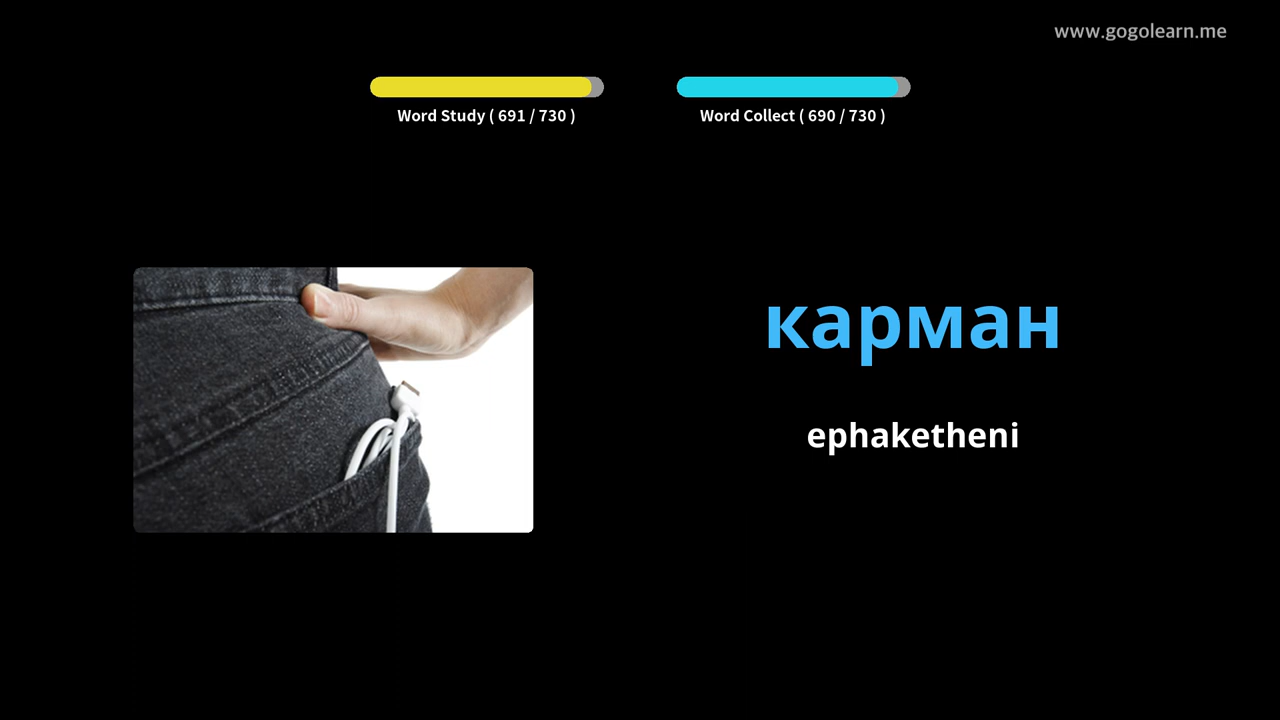 www.gogolearn.me
Word Study ( 691 / 730 )
Word Collect ( 690 / 730 )
карман
ephaketheni